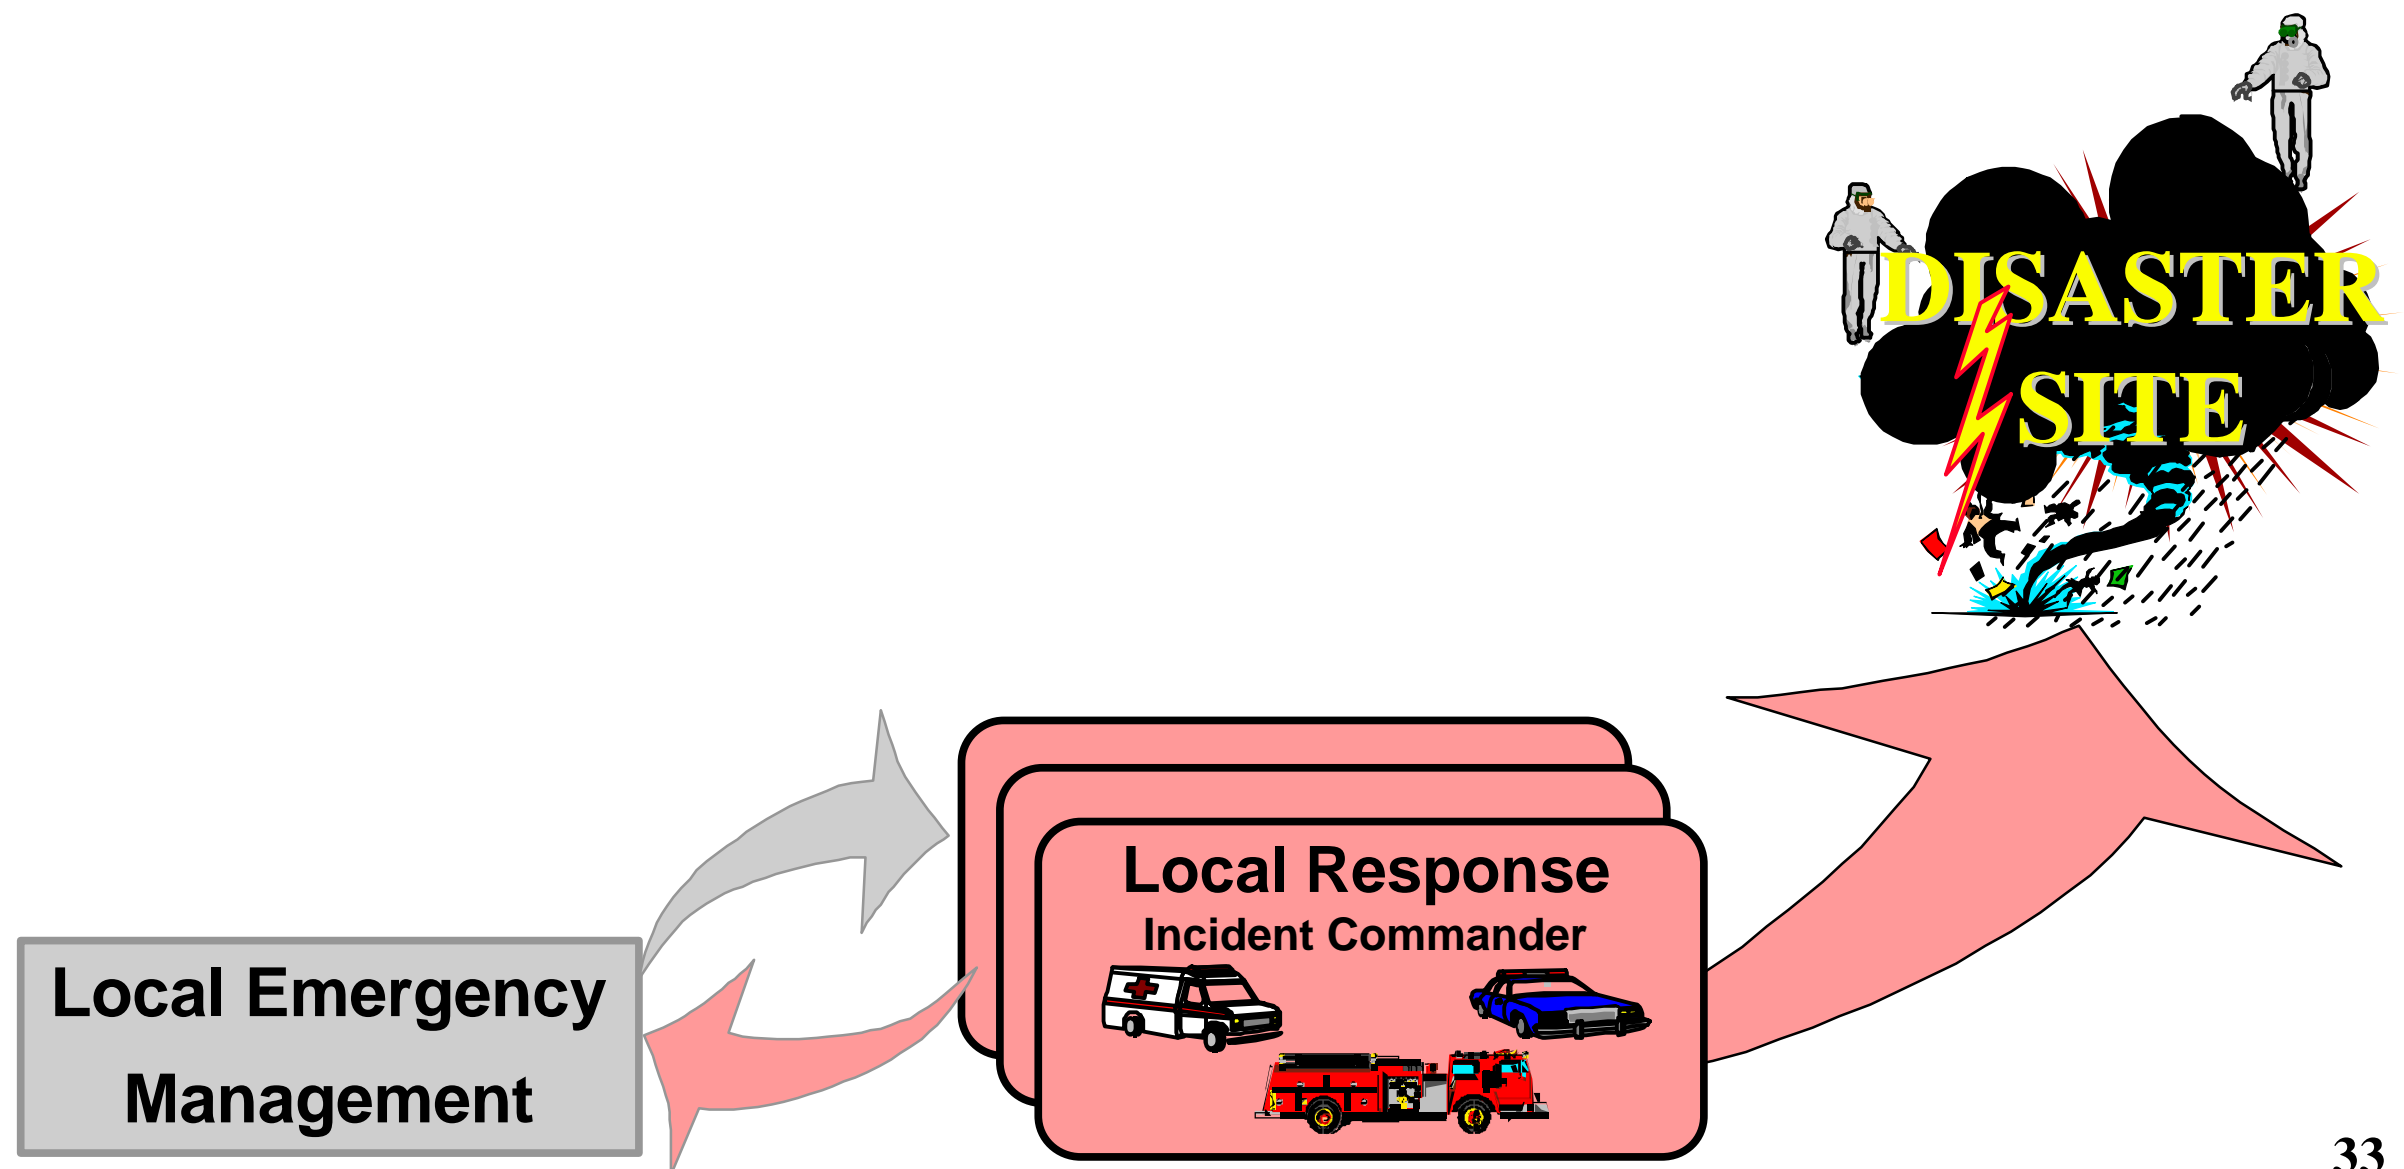 DISASTER
SITE
Local Response
Incident Commander
Local Emergency
Management
33